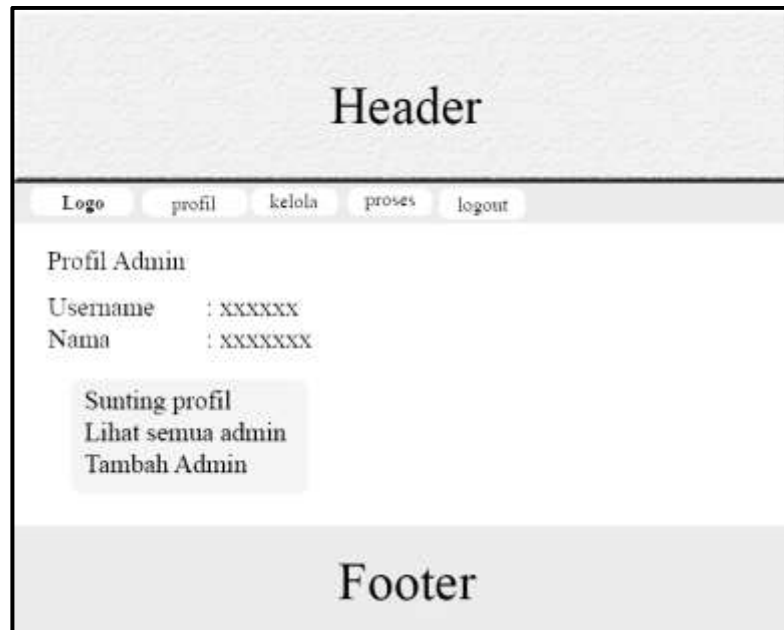 Header
Logo profil kelola proses logout
Profil Admin
Username : xxxxxx
Nama : xxxxxxx
Sunting profil
Lihat semua admin
Tambah Admin
Footer